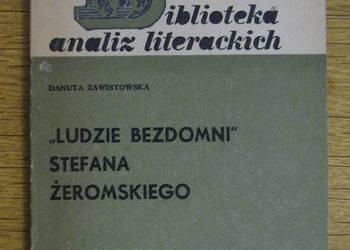 Biblioteka
analiz literackich
DANUTA ZAWISTOWSKA
„LUDZIE BEZDOMNI"
STEFANA
ŻEROMSKIEGO